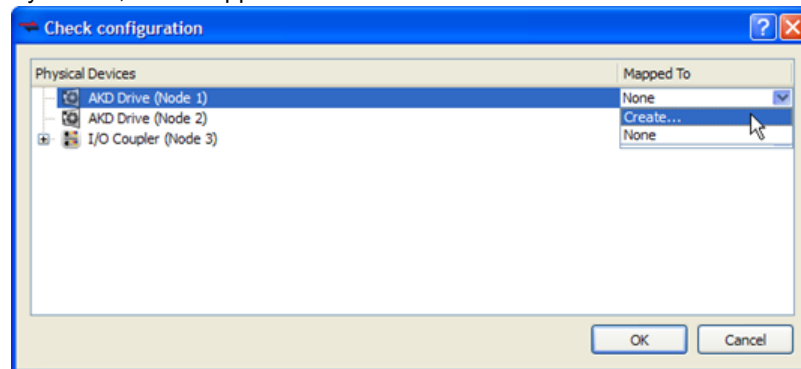 Check configuration
Physical Devices Mapped To
AKD Drive (Node 1) None
AKD Drive (Node 2) Create...
I/O Coupler (Node 3) None
OK Cancel